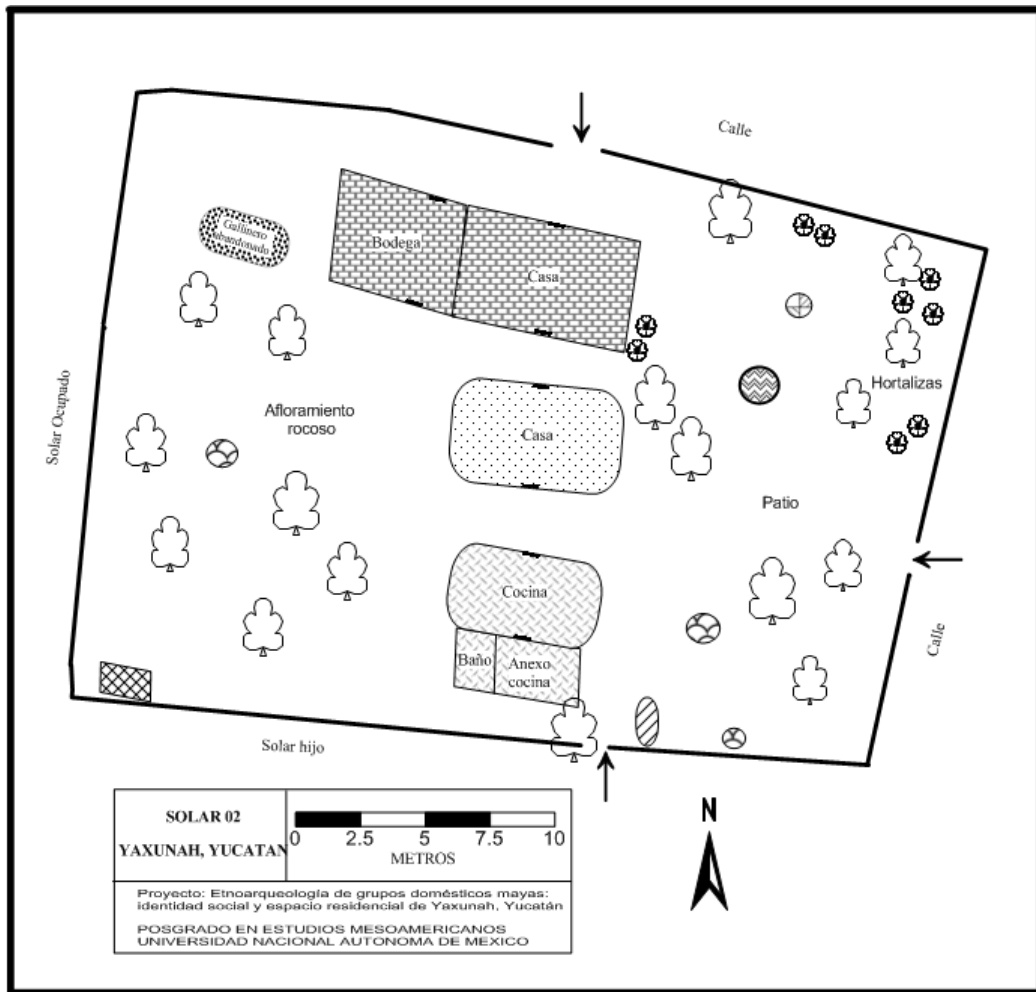 Calle
Gallinero
abandonado
Bodega
Casa
Hortalizas
Afloramiento
rocoso
Solar Ocupado
Casa
Patio
Cocina
Baño
Anexo
cocina
Calle
Solar hijo
SOLAR 02
YAXUNAH, YUCATAN
0 2.5 5 7.5 10
METROS
N
Proyecto: Etnoarqueología de grupos domésticos mayas:
identidad social y espacio residencial de Yaxunah, Yucatán
POSGRADO EN ESTUDIOS MESOAMERICANOS
UNIVERSIDAD NACIONAL AUTONOMA DE MEXICO